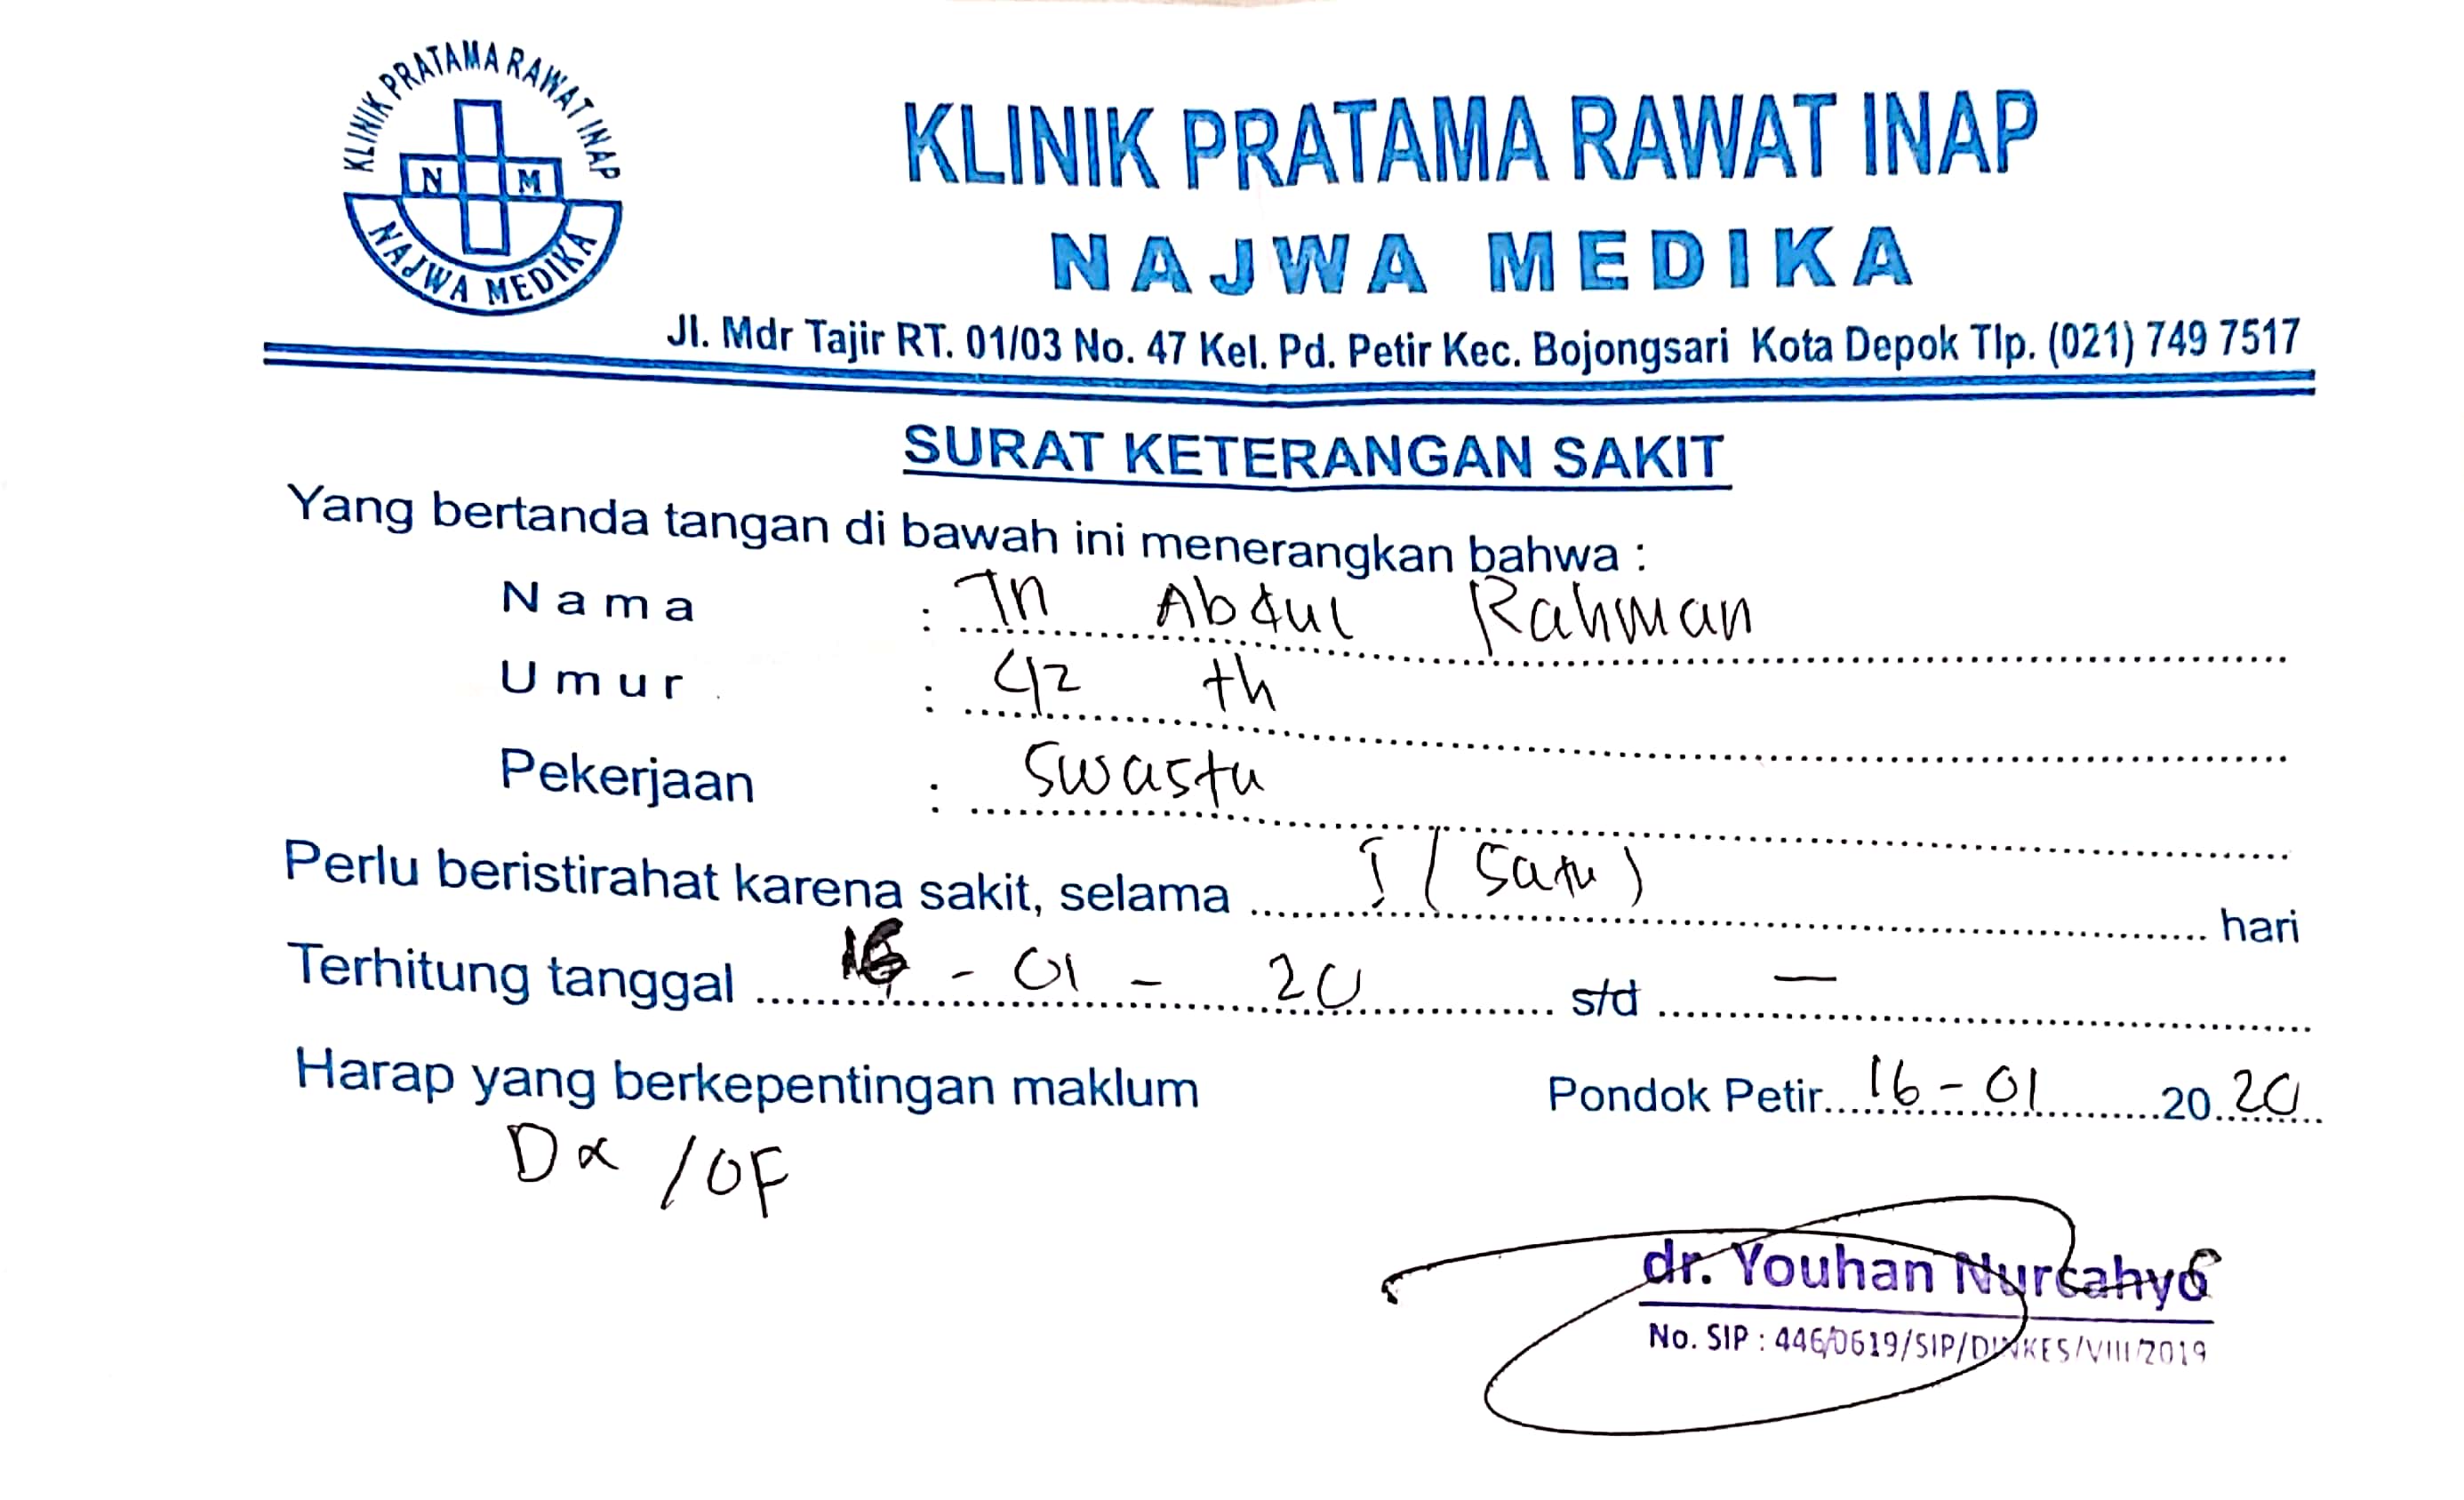 KLINIK PRATAMA RAWAT INAP
NAJWA MEDIKA
N M
KLINIK PRATAMA RAWAT INAP
NAJWA MEDIKA
Jl. Mdr Tajir RT. 01/03 No. 47 Kel. Pd. Petir Kec. Bojongsari Kota Depok Tlp. (021) 749 7517
SURAT KETERANGAN SAKIT
Yang bertanda tangan di bawah ini menerangkan bahwa :
Nama : Tn Abdul Rahman
Umur : 42 th
Pekerjaan : Swasta
Perlu beristirahat karena sakit, selama 1 (satu) hari
Terhitung tanggal 16 - 01 - 20 s/d —
Harap yang berkepentingan maklum
Pondok Petir 16 - 01 20 20
Dx / OF
dr. Youhan Nurcahyo
No. SIP : 446/0619/SIP/DINKES/VIII/2019